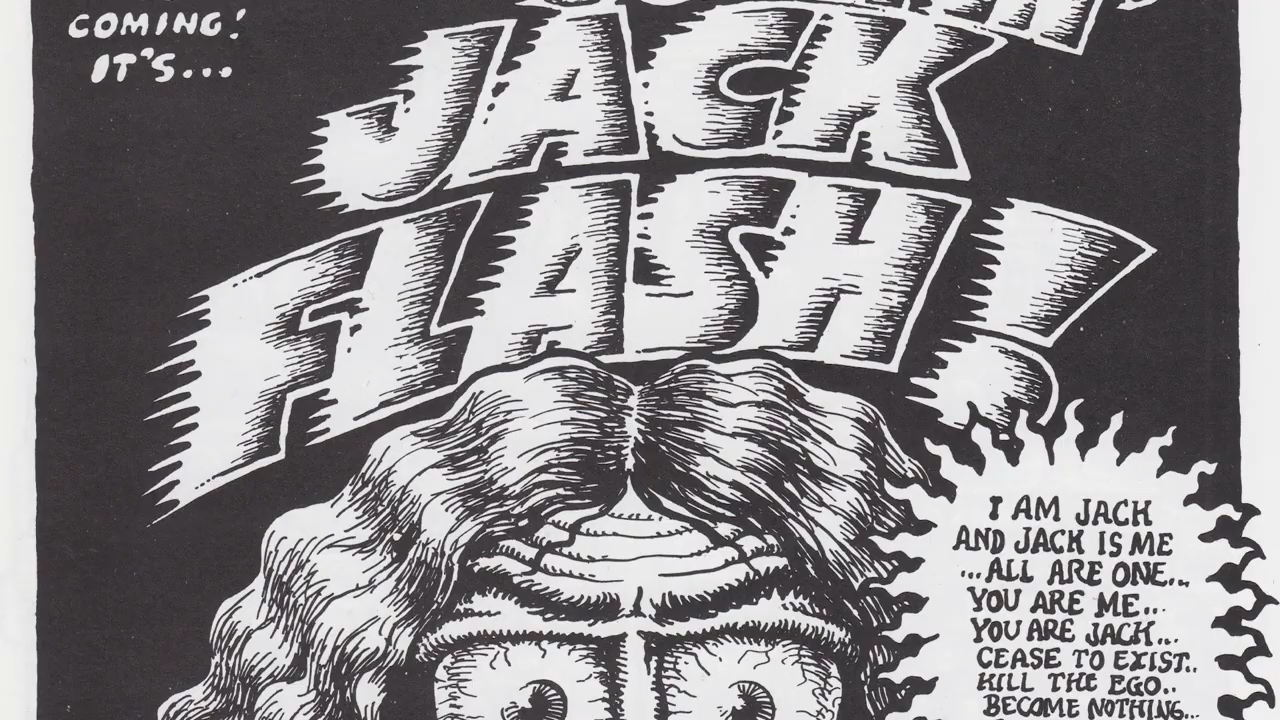 COMING!
IT'S...
JACK
FLASH!
I AM JACK
AND JACK IS ME
...ALL ARE ONE...
YOU ARE ME...
YOU ARE JACK...
CEASE TO EXIST..
KILL THE EGO..
BECOME NOTHING...